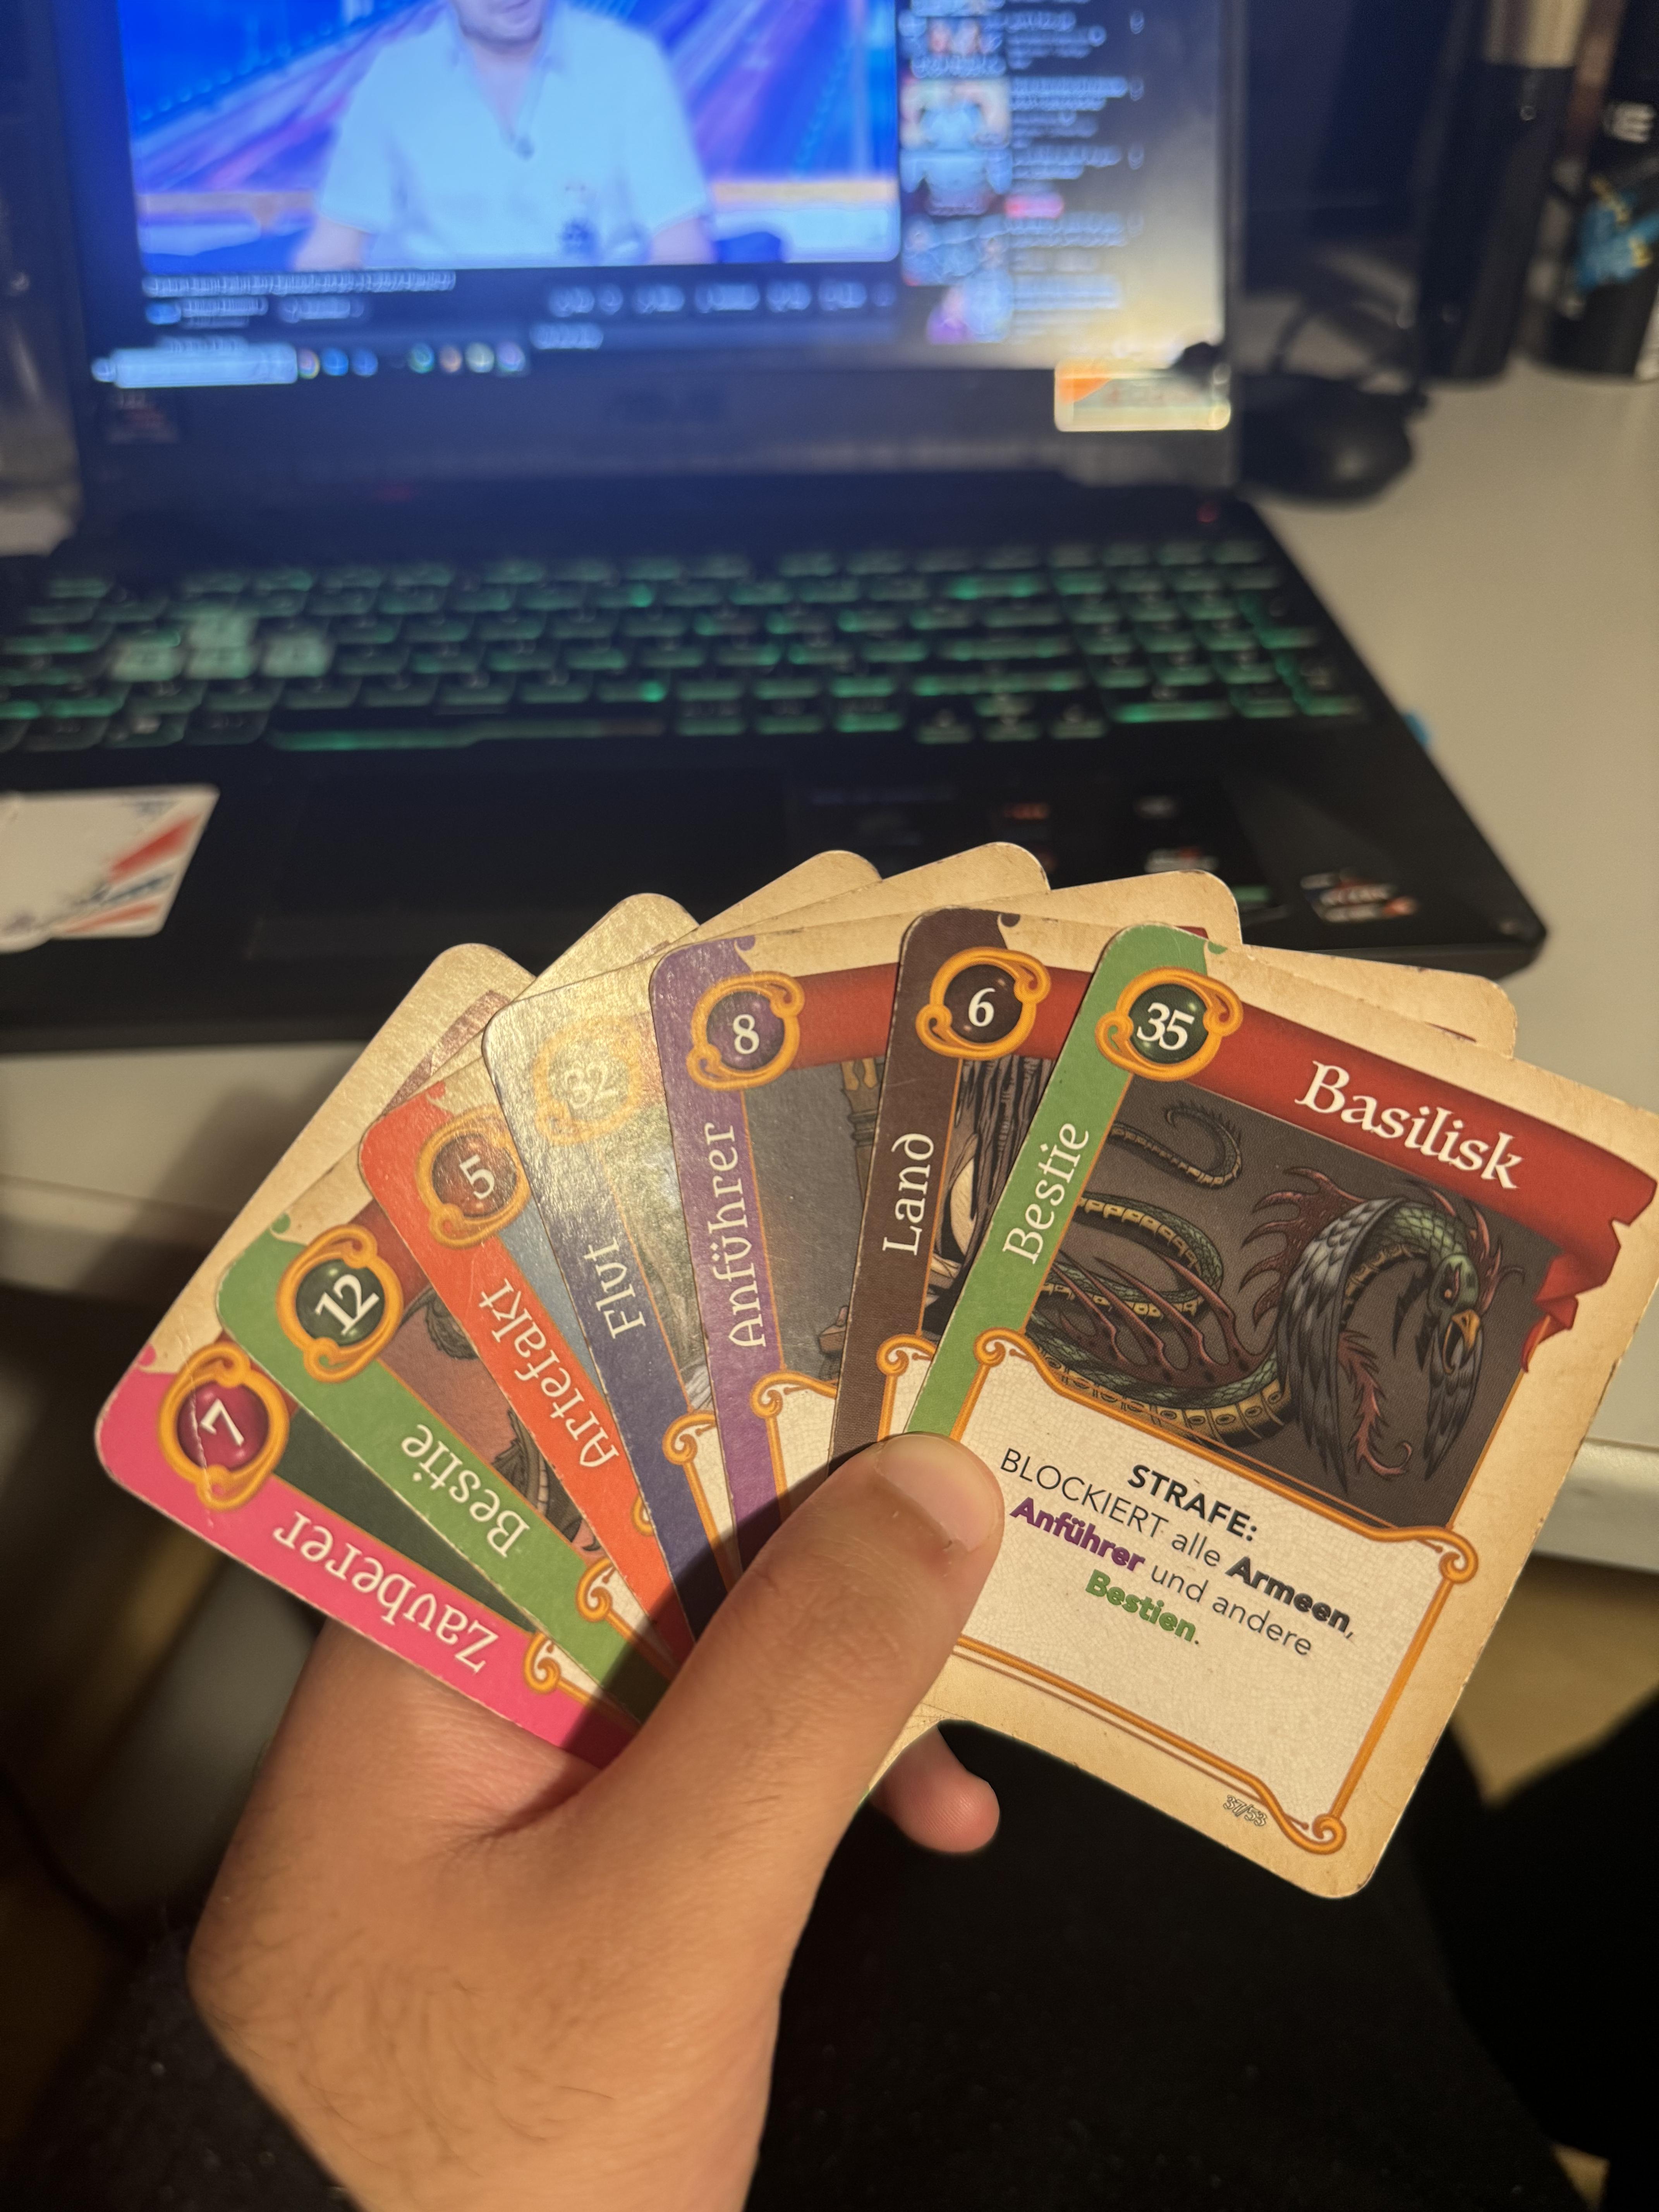 7
Zauberer
12
Bestie
5
Artefakt
32
Flut
8
Anführer
6
Land
35
Bestie
Basilisk
STRAFE:
BLOCKIERT alle Armeen,
Anführer und andere
Bestien.
37/53